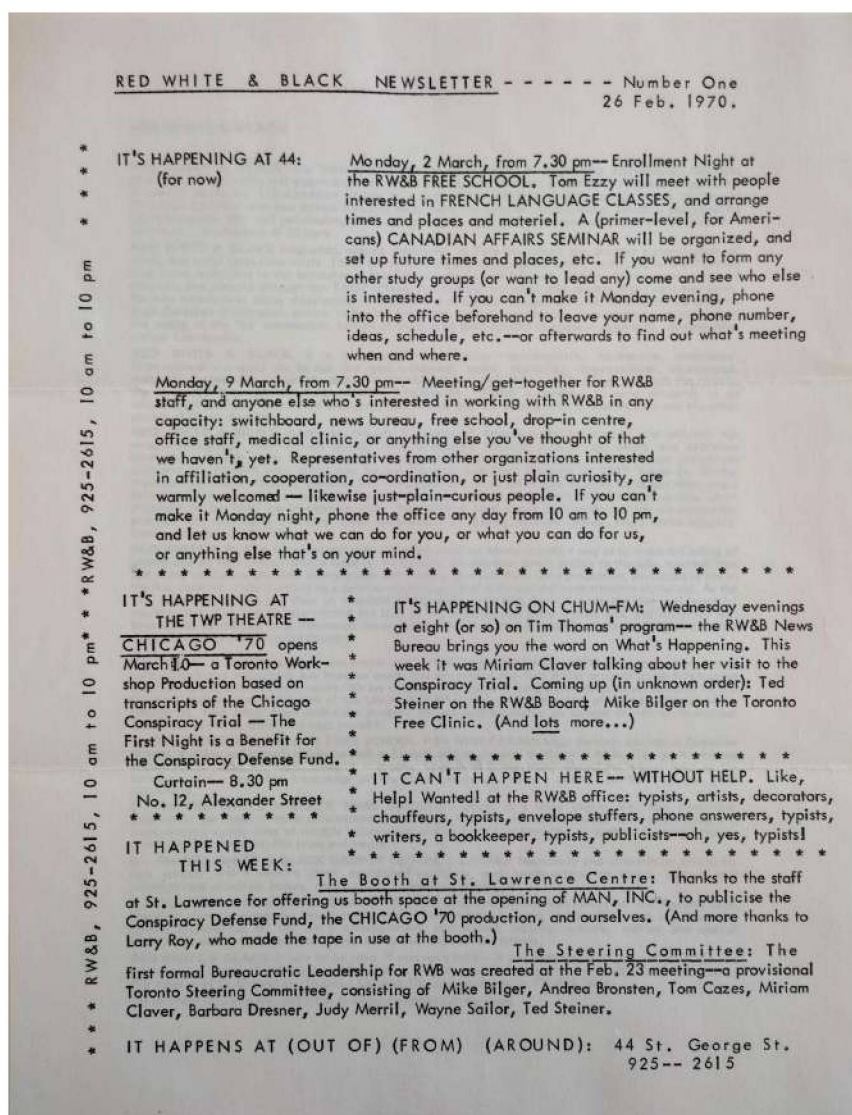 RED WHITE & BLACK NEWSLETTER - - - - - - Number One
26 Feb. 1970.
IT'S HAPPENING AT 44:
(for now)
Monday, 2 March, from 7.30 pm-- Enrollment Night at
the RW&B FREE SCHOOL. Tom Ezzy will meet with people
interested in FRENCH LANGUAGE CLASSES, and arrange
times and places and materiel. A (primer-level, for Ameri-
cans) CANADIAN AFFAIRS SEMINAR will be organized, and
set up future times and places, etc. If you want to form any
other study groups (or want to lead any) come and see who else
is interested. If you can't make it Monday evening, phone
into the office beforehand to leave your name, phone number,
ideas, schedule, etc.--or afterwards to find out what's meeting
when and where.
Monday, 9 March, from 7.30 pm-- Meeting/get-together for RW&B
staff, and anyone else who's interested in working with RW&B in any
capacity: switchboard, news bureau, free school, drop-in centre,
office staff, medical clinic, or anything else you've thought of that
we haven't, yet. Representatives from other organizations interested
in affiliation, cooperation, co-ordination, or just plain curiosity, are
warmly welcomed — likewise just-plain-curious people. If you can't
make it Monday night, phone the office any day from 10 am to 10 pm,
and let us know what we can do for you, or what you can do for us,
or anything else that's on your mind.
* * * * * * * * * * * * * * * * * * * * * * * * * * * * * * * * * * * *
IT'S HAPPENING AT
THE TWP THEATRE --
CHICAGO '70 opens
March 10— a Toronto Work-
shop Production based on
transcripts of the Chicago
Conspiracy Trial — The
First Night is a Benefit for
the Conspiracy Defense Fund.
Curtain— 8.30 pm
No. 12, Alexander Street
* * * * * * * * *
IT'S HAPPENING ON CHUM-FM: Wednesday evenings
at eight (or so) on Tim Thomas' program-- the RW&B News
Bureau brings you the word on What's Happening. This
week it was Miriam Claver talking about her visit to the
Conspiracy Trial. Coming up (in unknown order): Ted
Steiner on the RW&B Board; Mike Bilger on the Toronto
Free Clinic. (And lots more...)
* * * * * * * * * * * * * * * * * * *
IT CAN'T HAPPEN HERE-- WITHOUT HELP. Like,
Help! Wanted! at the RW&B office: typists, artists, decorators,
chauffeurs, typists, envelope stuffers, phone answerers, typists,
writers, a bookkeeper, typists, publicists--oh, yes, typists!
* * * * * * * * * * * * * * * * * * * * * *
IT HAPPENED
THIS WEEK:
The Booth at St. Lawrence Centre: Thanks to the staff
at St. Lawrence for offering us booth space at the opening of MAN, INC., to publicise the
Conspiracy Defense Fund, the CHICAGO '70 production, and ourselves. (And more thanks to
Larry Roy, who made the tape in use at the booth.)
The Steering Committee: The
first formal Bureaucratic Leadership for RWB was created at the Feb. 23 meeting--a provisional
Toronto Steering Committee, consisting of Mike Bilger, Andrea Bronsten, Tom Cazes, Miriam
Claver, Barbara Dresner, Judy Merril, Wayne Sailor, Ted Steiner.
IT HAPPENS AT (OUT OF) (FROM) (AROUND): 44 St. George St.
925-- 2615
* * * RW&B, 925-2615, 10 am to 10 pm* * *RW&B, 925-2615, 10 am to 10 pm * * * *